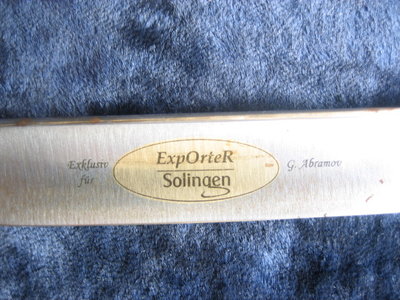 ExpOrteR
Solingen
Exklusiv
für
G. Abramov